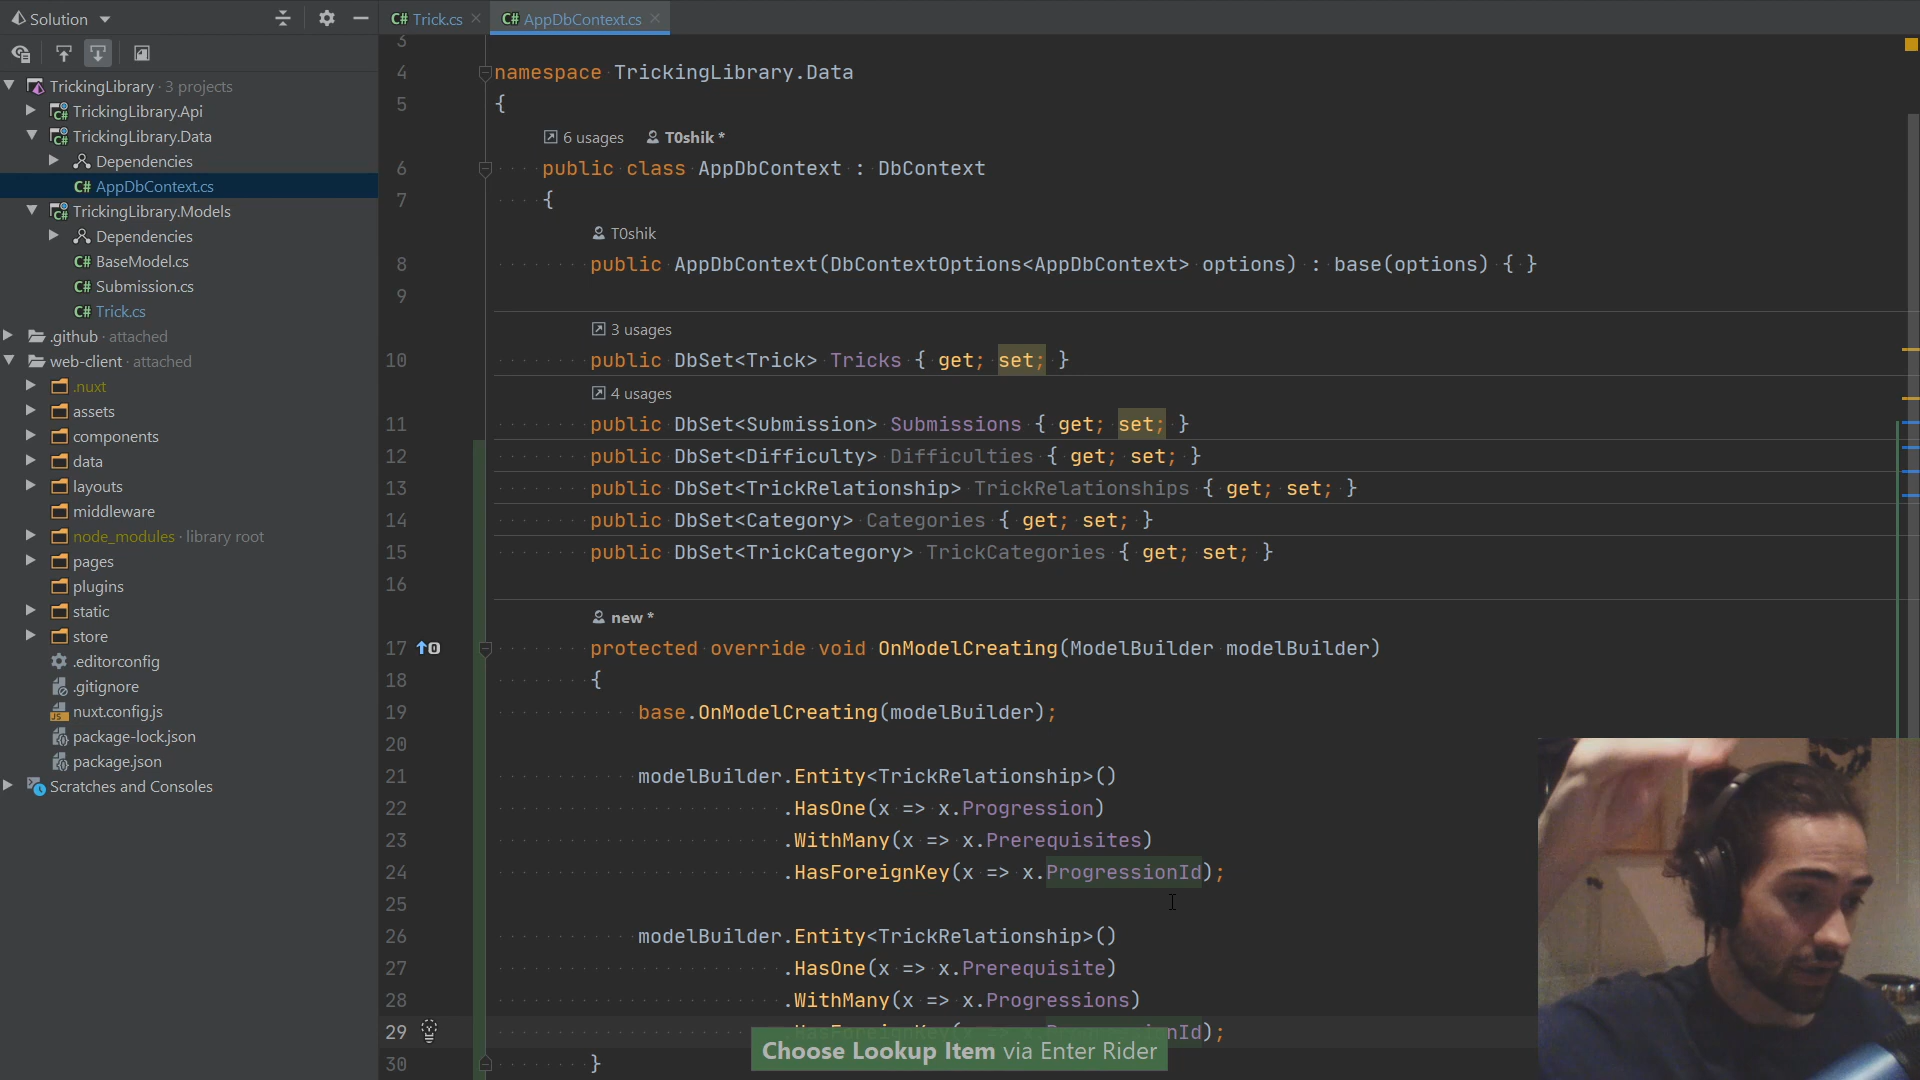 Solution
Trick.cs
AppDbContext.cs
TrickingLibrary · 3 projects
TrickingLibrary.Api
TrickingLibrary.Data
Dependencies
AppDbContext.cs
TrickingLibrary.Models
Dependencies
BaseModel.cs
Submission.cs
Trick.cs
.github · attached
web-client · attached
.nuxt
assets
components
data
layouts
middleware
node_modules · library root
pages
plugins
static
store
.editorconfig
.gitignore
nuxt.config.js
package-lock.json
package.json
Scratches and Consoles
3
4 namespace TrickingLibrary.Data
5 {
6 usages T0shik *
6 public class AppDbContext : DbContext
7 {
T0shik
8 public AppDbContext(DbContextOptions<AppDbContext> options) : base(options) { }
9
3 usages
10 public DbSet<Trick> Tricks { get; set; }
4 usages
11 public DbSet<Submission> Submissions { get; set; }
12 public DbSet<Difficulty> Difficulties { get; set; }
13 public DbSet<TrickRelationship> TrickRelationships { get; set; }
14 public DbSet<Category> Categories { get; set; }
15 public DbSet<TrickCategory> TrickCategories { get; set; }
16
new *
17 protected override void OnModelCreating(ModelBuilder modelBuilder)
18 {
19 base.OnModelCreating(modelBuilder);
20
21 modelBuilder.Entity<TrickRelationship>()
22 .HasOne(x => x.Progression)
23 .WithMany(x => x.Prerequisites)
24 .HasForeignKey(x => x.ProgressionId);
25
26 modelBuilder.Entity<TrickRelationship>()
27 .HasOne(x => x.Prerequisite)
28 .WithMany(x => x.Progressions)
29 .HasForeignKey(x => x.ProgressionId);
30 }
Choose Lookup Item via Enter Rider